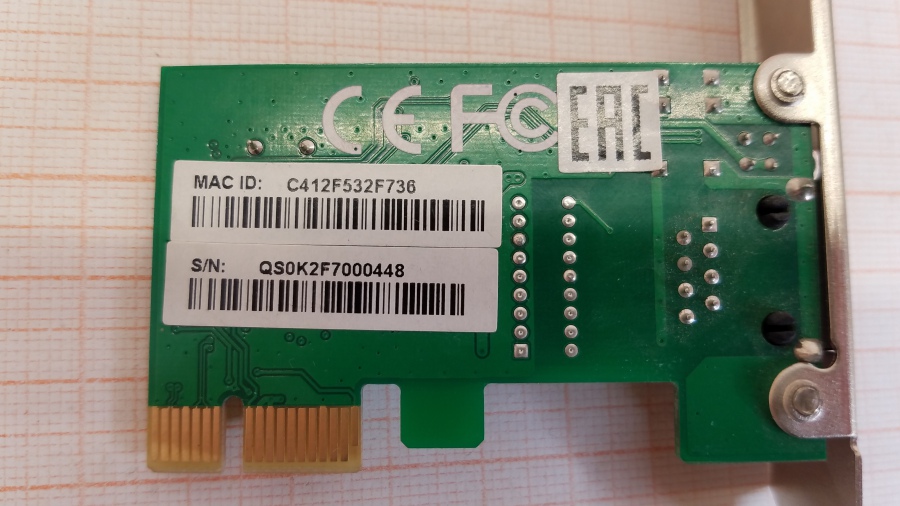 CE FC EAC
MAC ID: C412F532F736
S/N: QS0K2F7000448